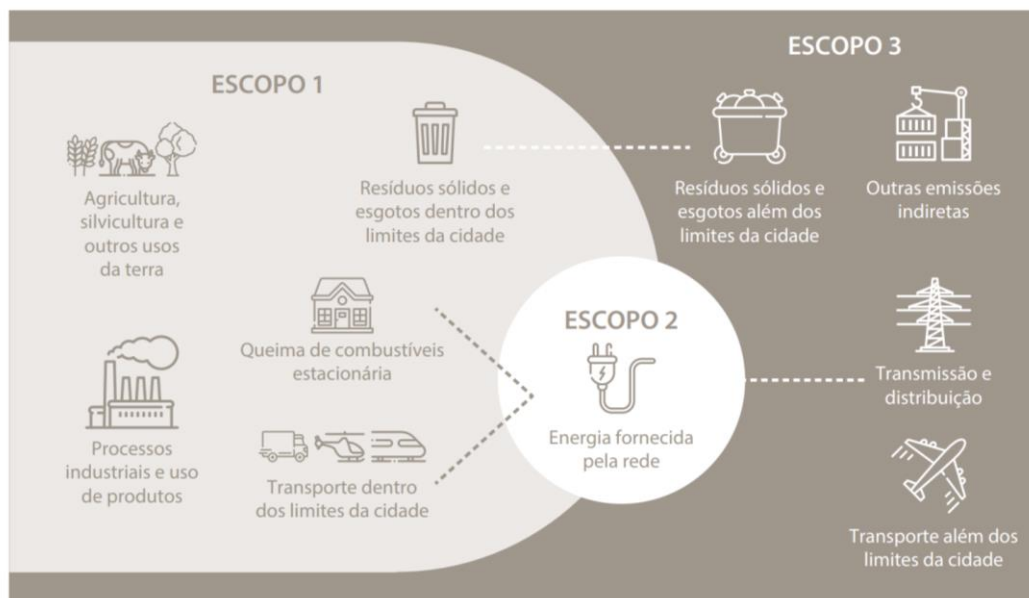 ESCOPO 1
Agricultura,
silvicultura e
outros usos
da terra
Resíduos sólidos e
esgotos dentro dos
limites da cidade
Queima de combustíveis
estacionária
Processos
industriais e uso
de produtos
Transporte dentro
dos limites da cidade
ESCOPO 2
Energia fornecida
pela rede
ESCOPO 3
Resíduos sólidos e
esgotos além dos
limites da cidade
Outras emissões
indiretas
Transmissão e
distribuição
Transporte além dos
limites da cidade